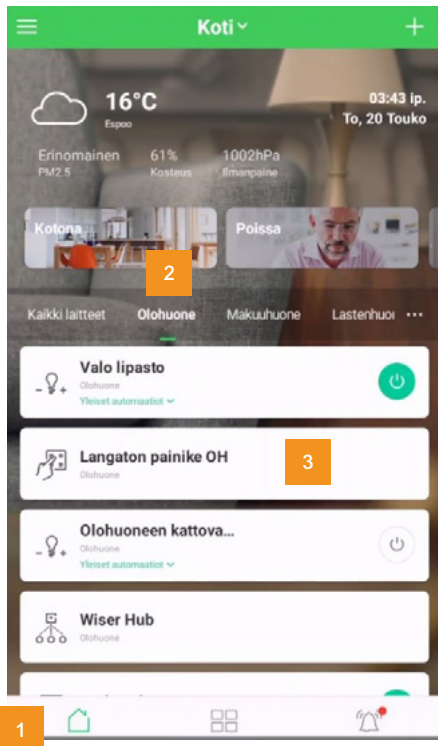 Koti
16°C
Espoo
03:43 ip.
To, 20 Touko
Erinomainen 61% 1002hPa
PM2.5 Kosteus Ilmanpaine
Kotona Poissa
2
Kaikki laitteet Olohuone Makuuhuone Lastenhuo
Valo lipasto
Olohuone
Yleiset automaatiot
Langaton painike OH
Olohuone
3
Olohuoneen kattova...
Olohuone
Yleiset automaatiot
Wiser Hub
Olohuone
1